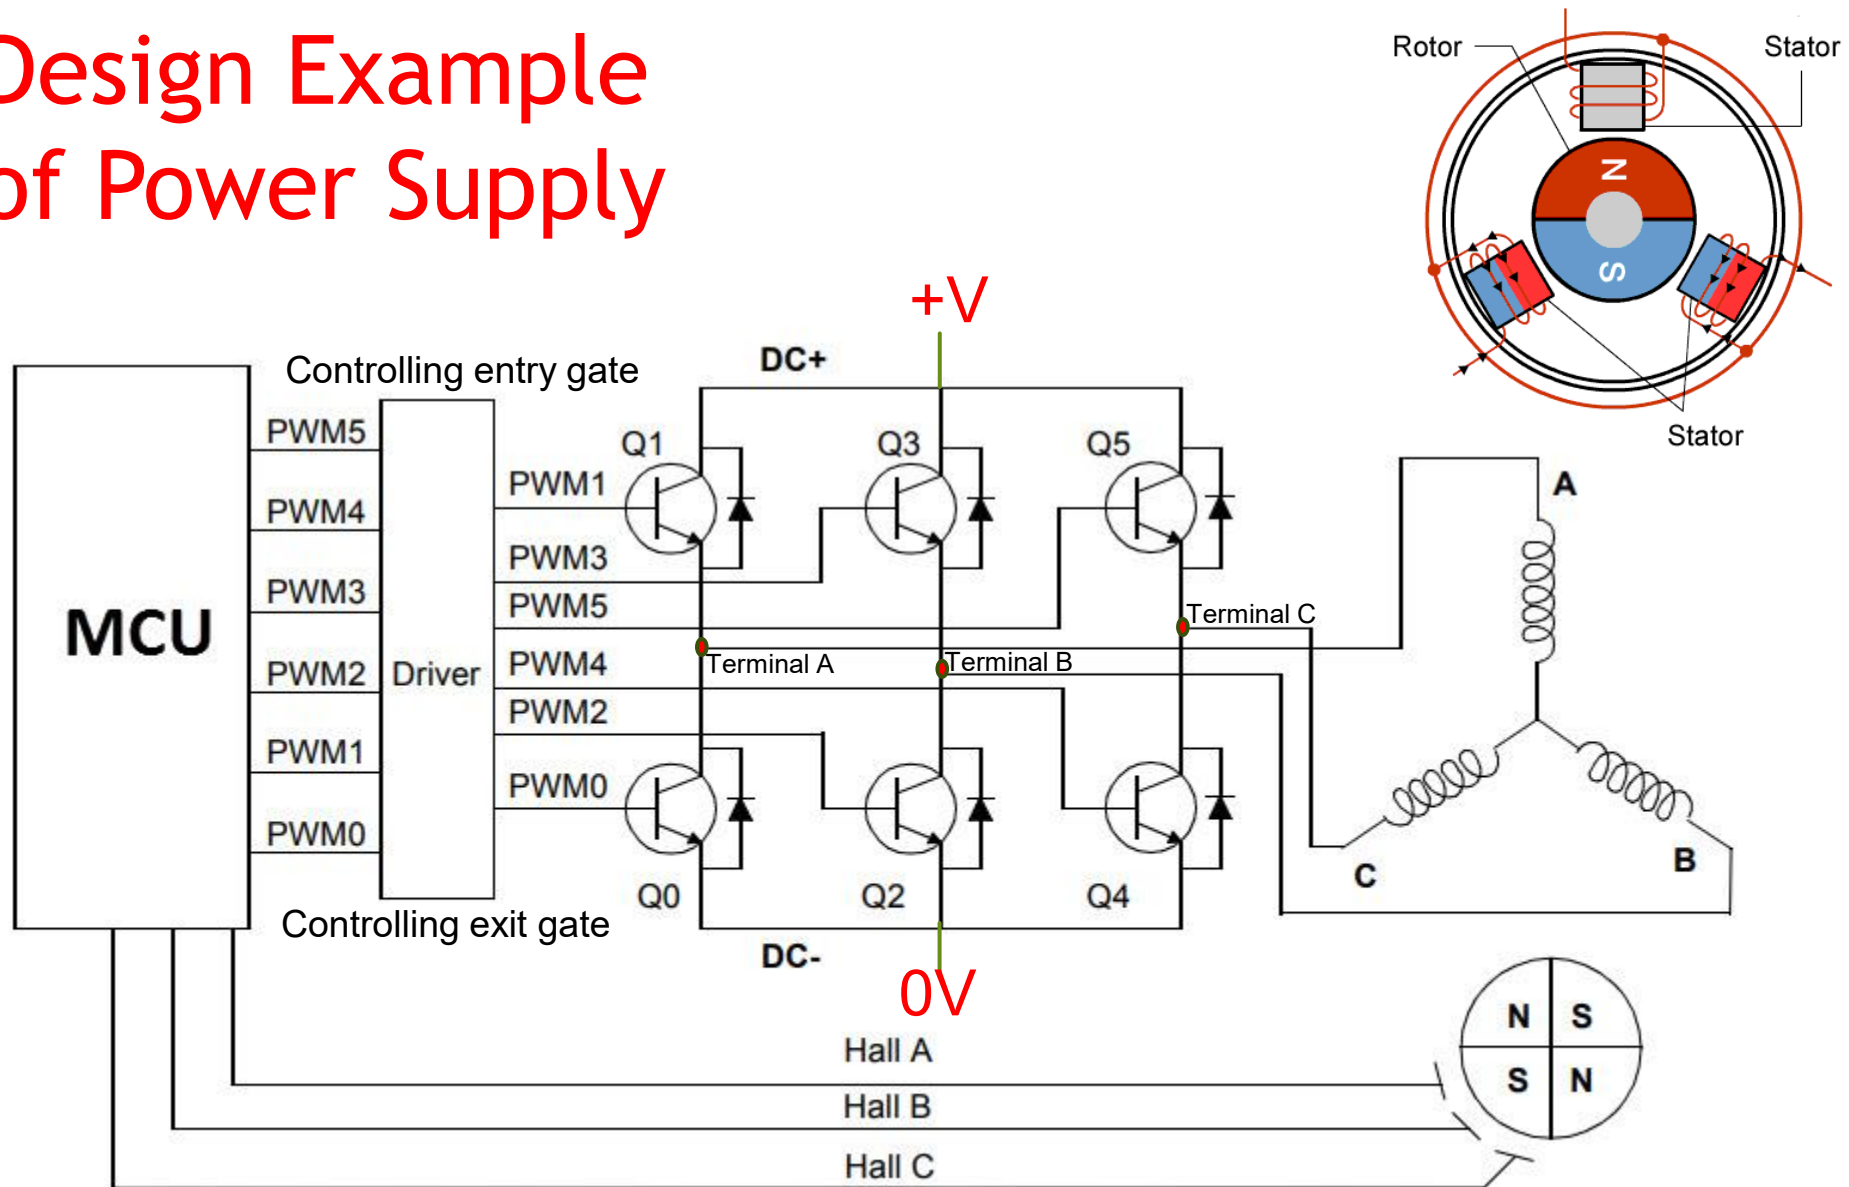 Design Example
of Power Supply
Rotor
Stator
N
S
Stator
+V
DC+
Controlling entry gate
MCU
PWM5
PWM4
PWM3
PWM2
PWM1
PWM0
Driver
PWM1
PWM3
PWM5
PWM4
PWM2
PWM0
Q1
Q3
Q5
Terminal A
Terminal B
Terminal C
Q0
Q2
Q4
Controlling exit gate
DC-
0V
A
C
B
N S
S N
Hall A
Hall B
Hall C